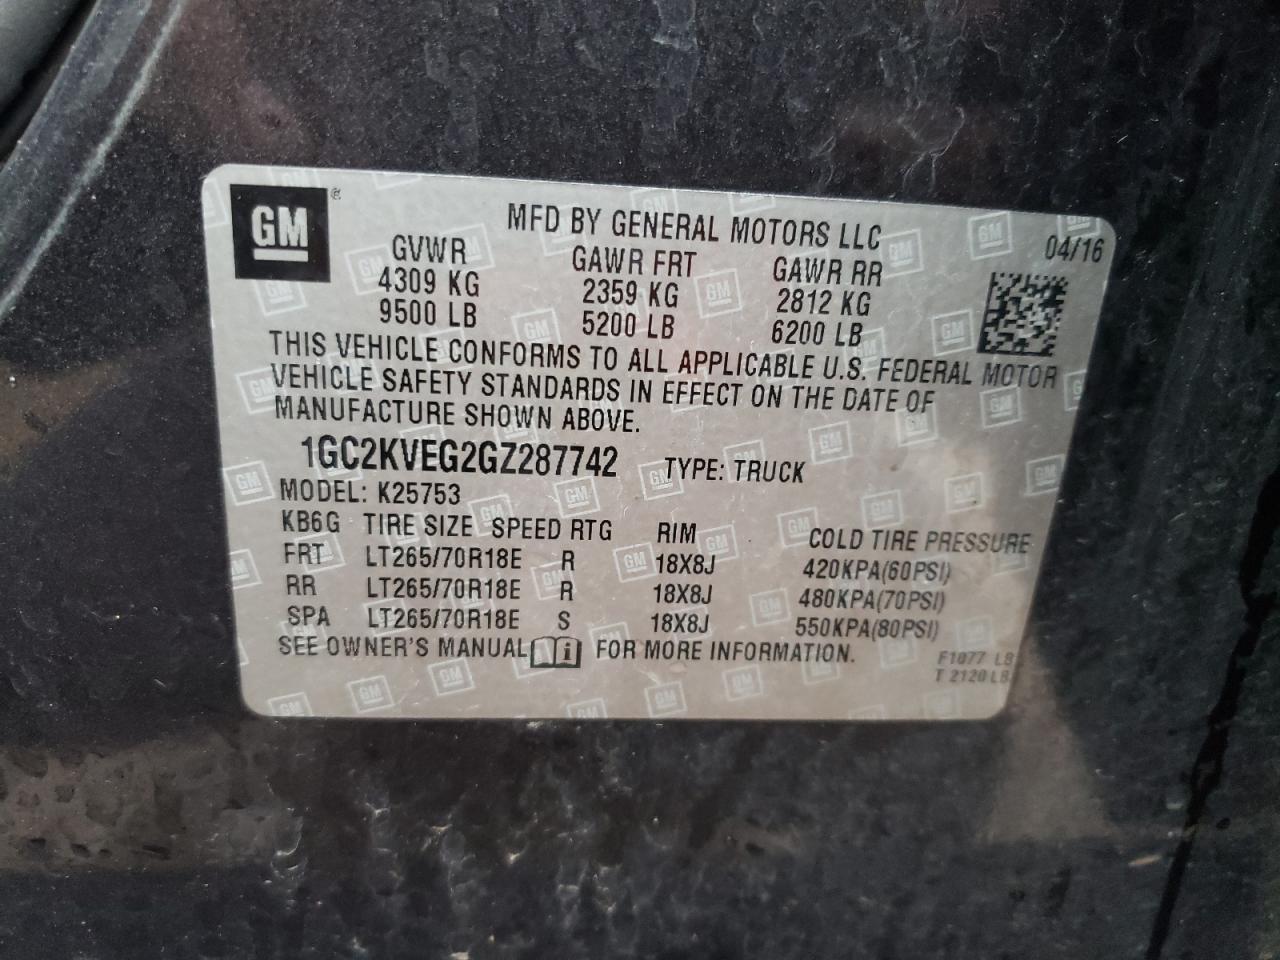 GM ®
MFD BY GENERAL MOTORS LLC
04/16
GVWR GAWR FRT GAWR RR
4309 KG 2359 KG 2812 KG
9500 LB 5200 LB 6200 LB
THIS VEHICLE CONFORMS TO ALL APPLICABLE U.S. FEDERAL MOTOR
VEHICLE SAFETY STANDARDS IN EFFECT ON THE DATE OF
MANUFACTURE SHOWN ABOVE.
1GC2KVEG2GZ287742 TYPE: TRUCK
MODEL: K25753
KB6G TIRE SIZE SPEED RTG RIM COLD TIRE PRESSURE
FRT LT265/70R18E R 18X8J 420KPA(60PSI)
RR LT265/70R18E R 18X8J 480KPA(70PSI)
SPA LT265/70R18E S 18X8J 550KPA(80PSI)
SEE OWNER'S MANUAL i FOR MORE INFORMATION.
F1077 LB
T 2120 LB